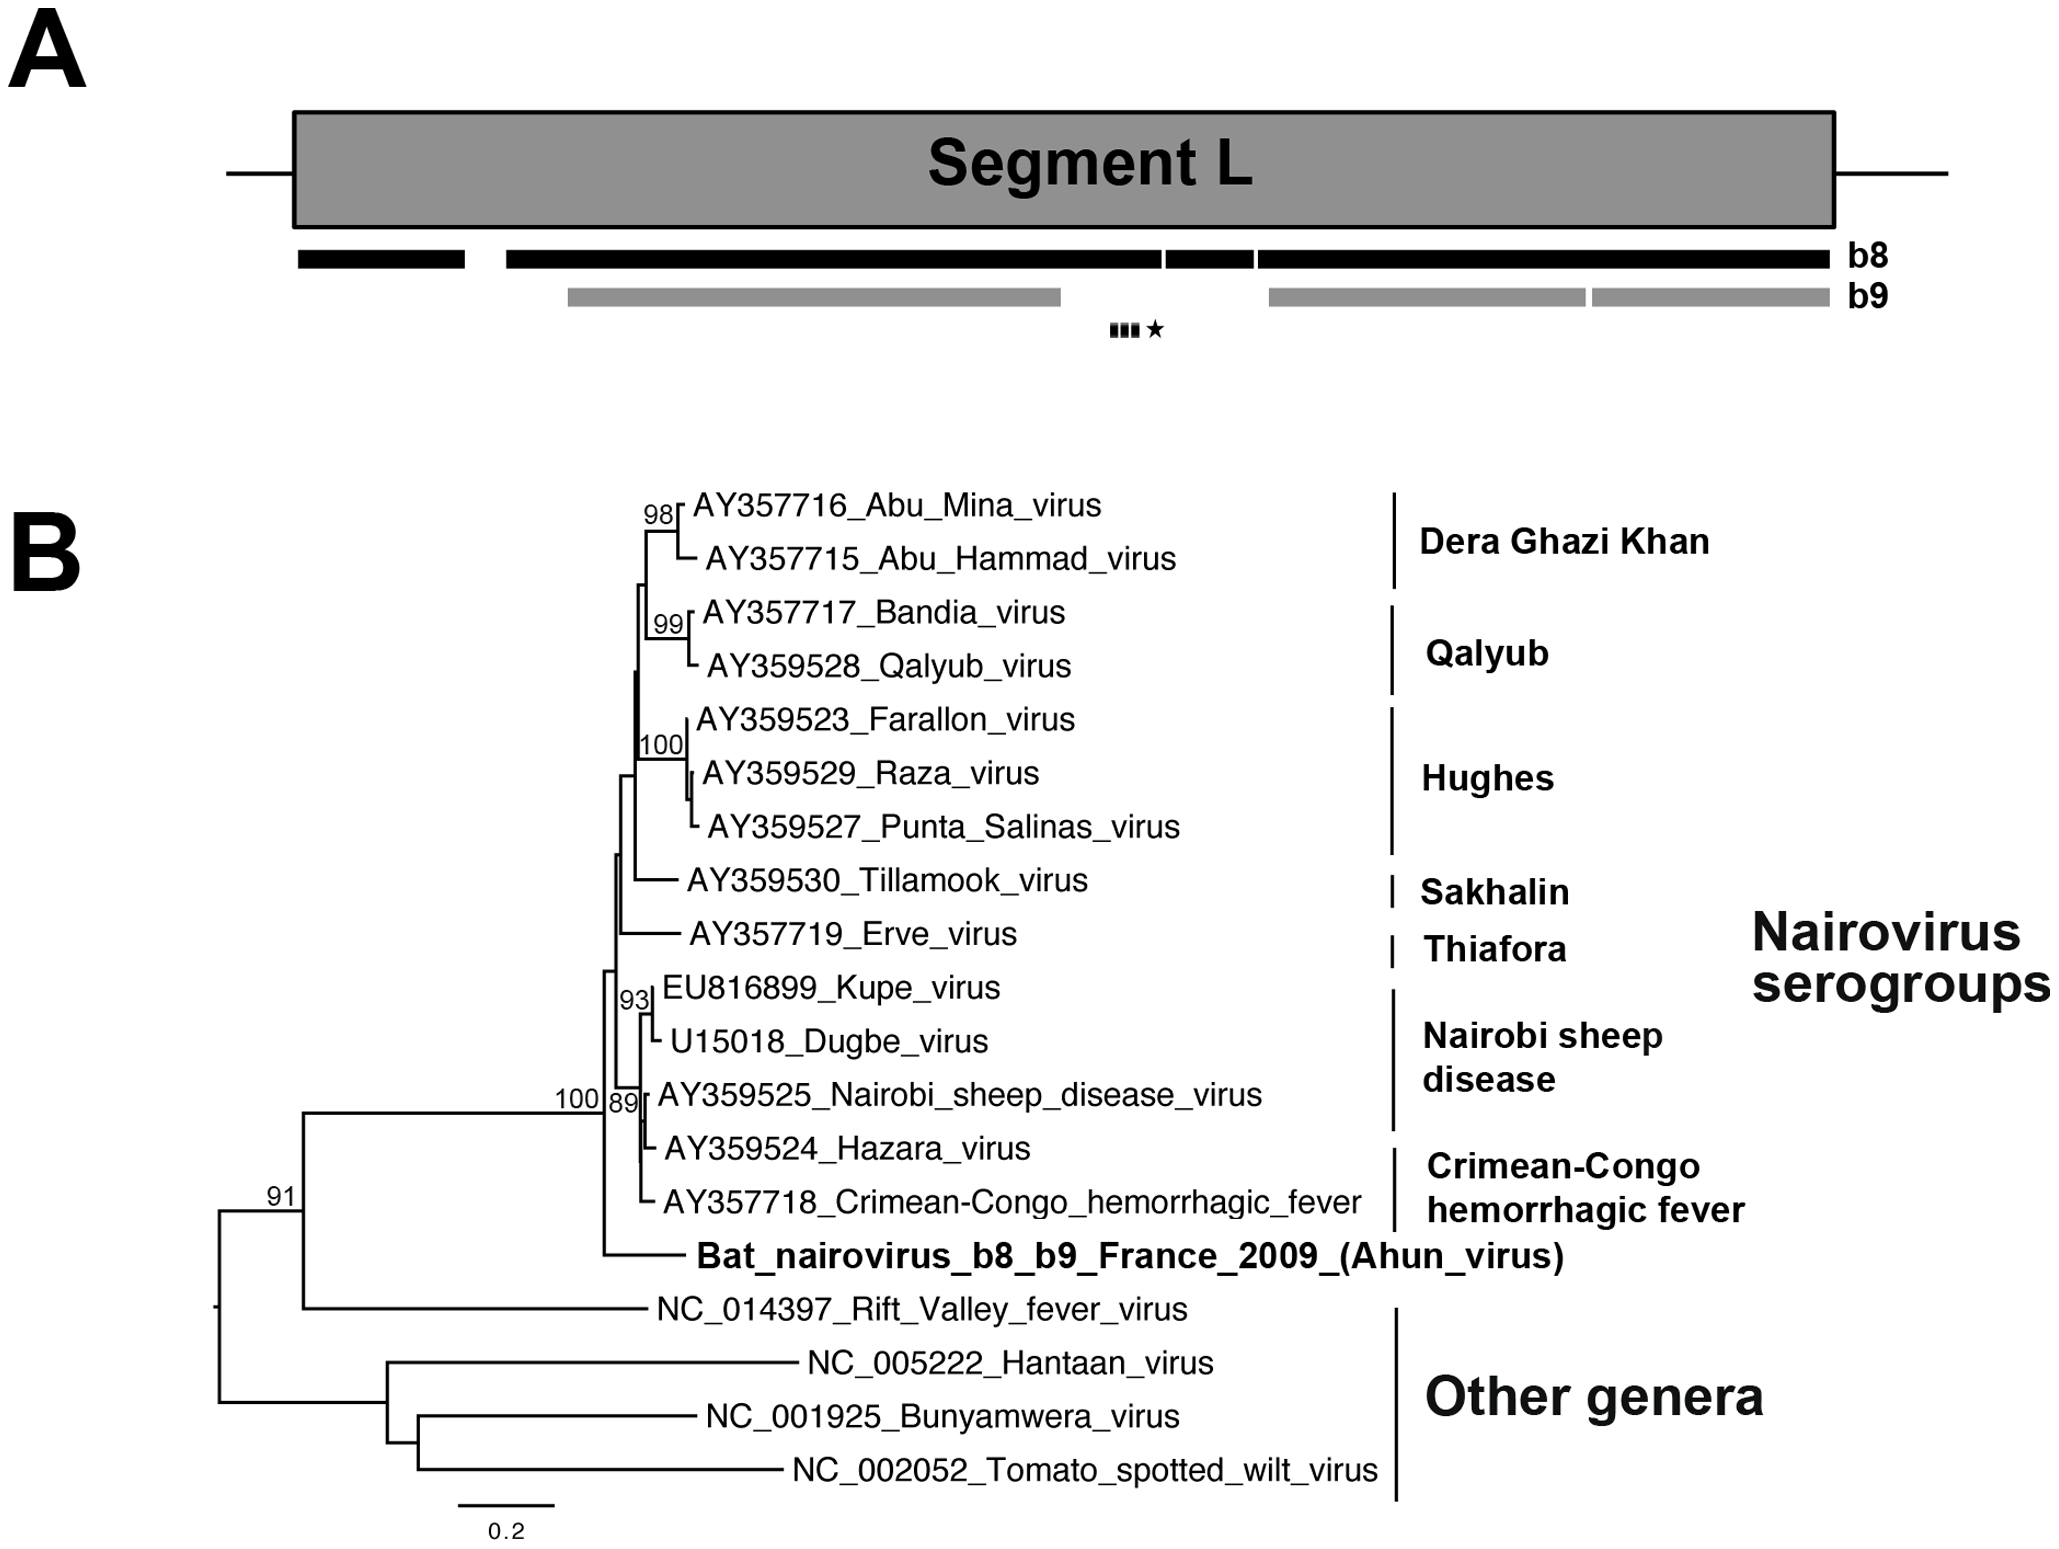 A
Segment L
b8
b9
B
98
AY357716_Abu_Mina_virus
AY357715_Abu_Hammad_virus
Dera Ghazi Khan
99
AY357717_Bandia_virus
AY359528_Qalyub_virus
Qalyub
AY359523_Farallon_virus
100
AY359529_Raza_virus
AY359527_Punta_Salinas_virus
Hughes
AY359530_Tillamook_virus
Sakhalin
AY357719_Erve_virus
Thiafora
Nairovirus
serogroups
93
EU816899_Kupe_virus
U15018_Dugbe_virus
Nairobi sheep
disease
100
89
AY359525_Nairobi_sheep_disease_virus
AY359524_Hazara_virus
AY357718_Crimean-Congo_hemorrhagic_fever
Crimean-Congo
hemorrhagic fever
91
Bat_nairovirus_b8_b9_France_2009_(Ahun_virus)
NC_014397_Rift_Valley_fever_virus
NC_005222_Hantaan_virus
NC_001925_Bunyamwera_virus
NC_002052_Tomato_spotted_wilt_virus
Other genera
0.2